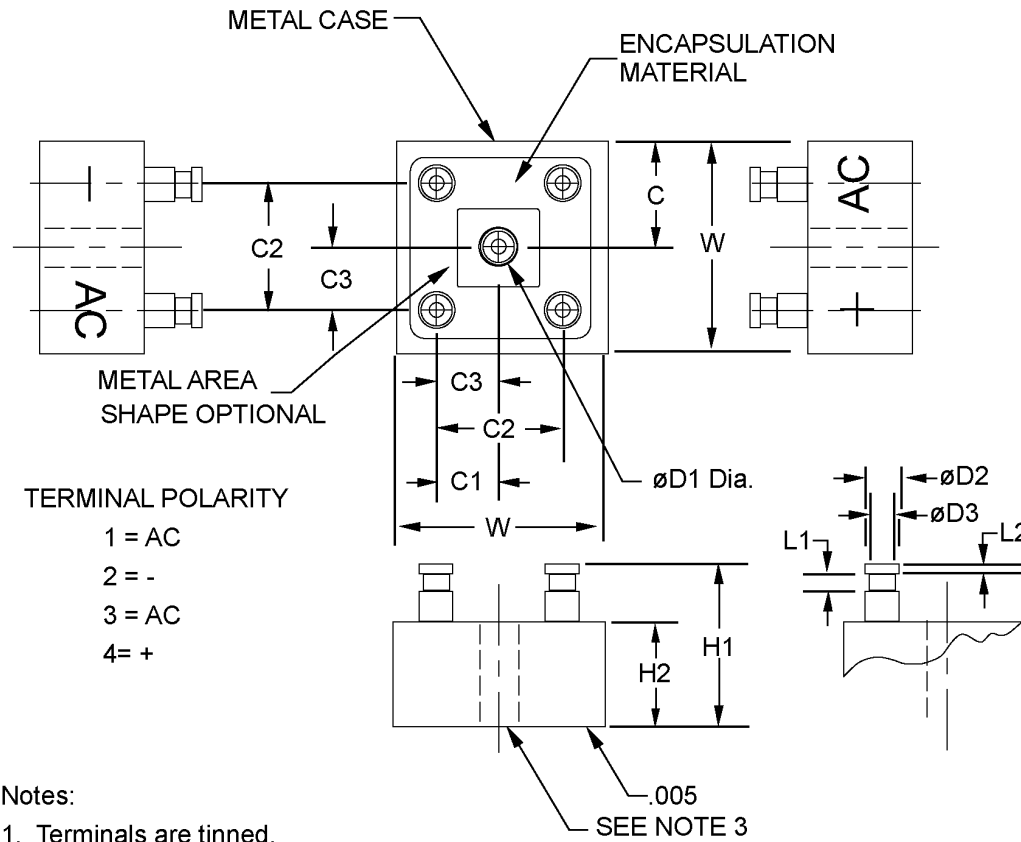 METAL CASE
ENCAPSULATION
MATERIAL
-
AC
C2
C3
C
W
AC
+
METAL AREA
SHAPE OPTIONAL
C3
C2
C1
W
øD1 Dia.
TERMINAL POLARITY
1 = AC
2 = -
3 = AC
4= +
øD2
øD3
L1
L2
H1
H2
.005
SEE NOTE 3
Notes:
1. Terminals are tinned.